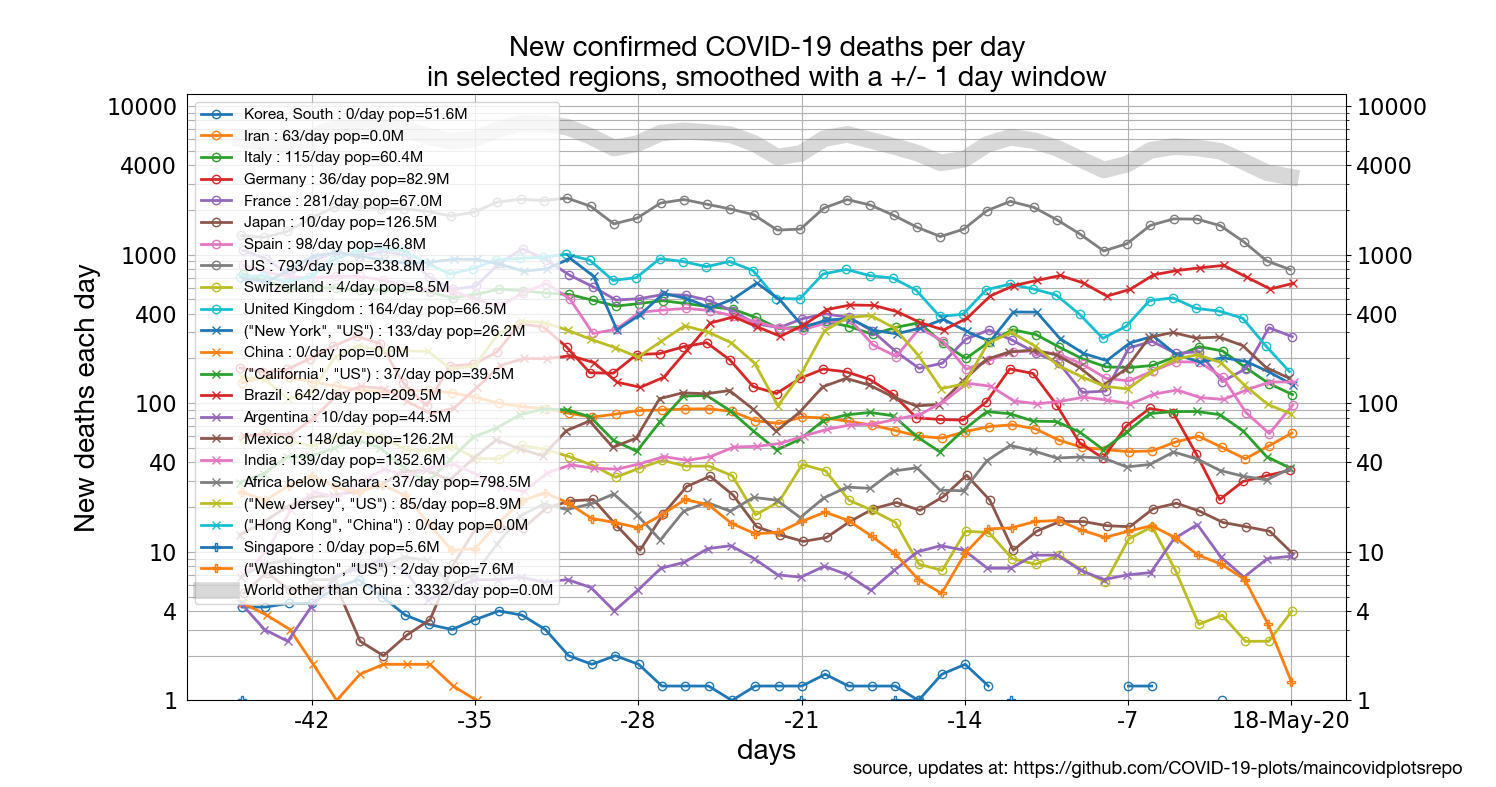 New confirmed COVID-19 deaths per day
in selected regions, smoothed with a +/- 1 day window
New deaths each day
10000
4000
1000
400
100
40
10
4
1
Korea, South : 0/day pop=51.6M
Iran : 63/day pop=0.0M
Italy : 115/day pop=60.4M
Germany : 36/day pop=82.9M
France : 281/day pop=67.0M
Japan : 10/day pop=126.5M
Spain : 98/day pop=46.8M
US : 793/day pop=338.8M
Switzerland : 4/day pop=8.5M
United Kingdom : 164/day pop=66.5M
("New York", "US") : 133/day pop=26.2M
China : 0/day pop=0.0M
("California", "US") : 37/day pop=39.5M
Brazil : 642/day pop=209.5M
Argentina : 10/day pop=44.5M
Mexico : 148/day pop=126.2M
India : 139/day pop=1352.6M
Africa below Sahara : 37/day pop=798.5M
("New Jersey", "US") : 85/day pop=8.9M
("Hong Kong", "China") : 0/day pop=0.0M
Singapore : 0/day pop=5.6M
("Washington", "US") : 2/day pop=7.6M
World other than China : 3332/day pop=0.0M
10000
4000
1000
400
100
40
10
4
1
-42 -35 -28 -21 -14 -7 18-May-20
days
source, updates at: https://github.com/COVID-19-plots/maincovidplotsrepo